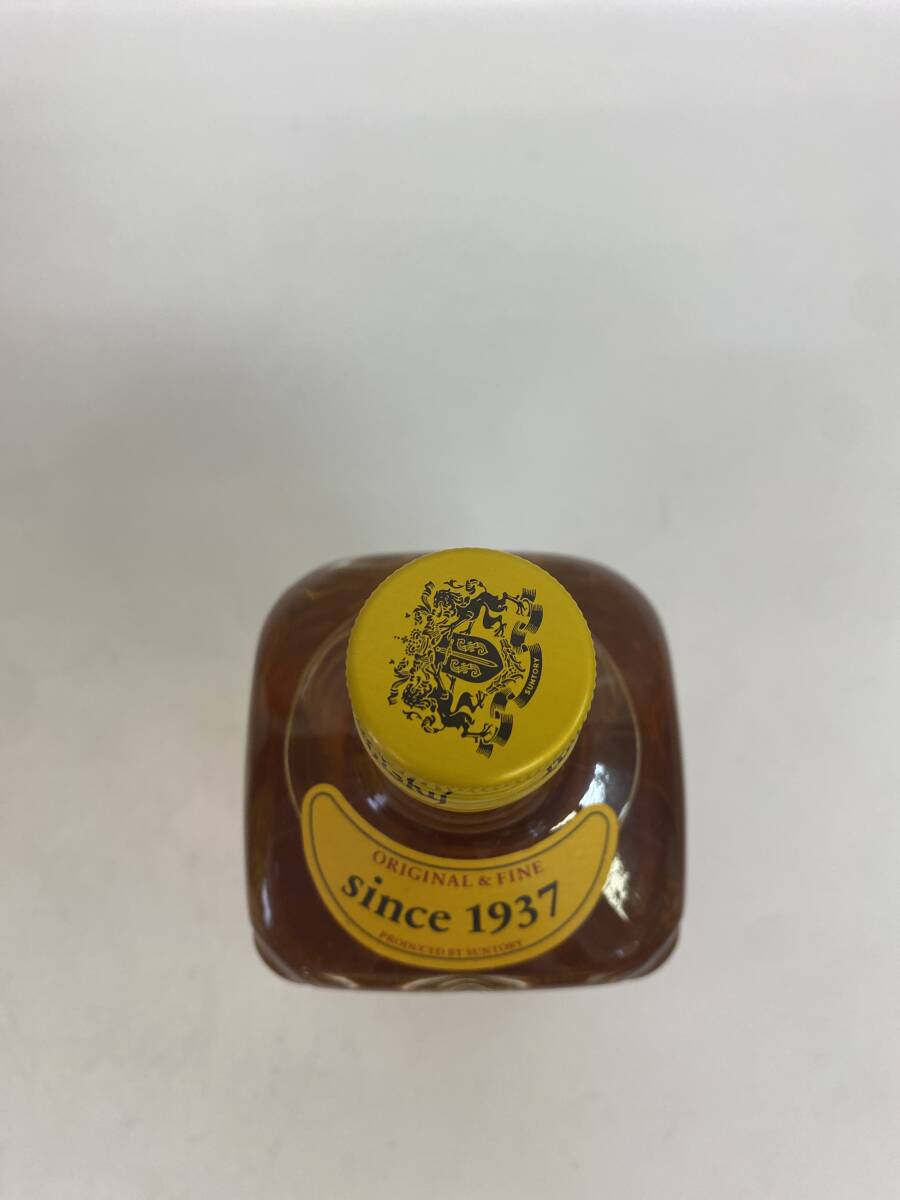 SUNTORY
ORIGINAL & FINE
since 1937
PRODUCED BY SUNTORY